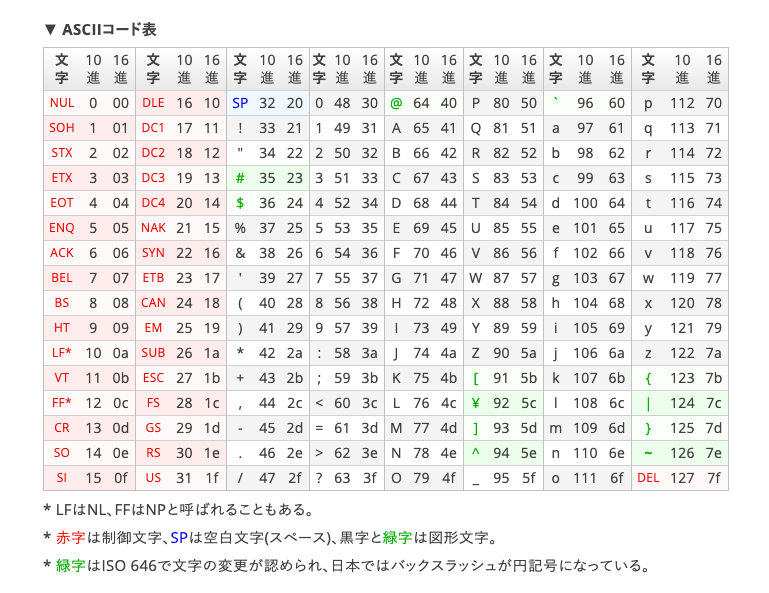 ▼ ASCIIコード表
文字 10進 16進 文字 10進 16進 文字 10進 16進 文字 10進 16進 文字 10進 16進 文字 10進 16進 文字 10進 16進 文字 10進 16進
NUL 0 00 DLE 16 10 SP 32 20 0 48 30 @ 64 40 P 80 50 ` 96 60 p 112 70
SOH 1 01 DC1 17 11 ! 33 21 1 49 31 A 65 41 Q 81 51 a 97 61 q 113 71
STX 2 02 DC2 18 12 " 34 22 2 50 32 B 66 42 R 82 52 b 98 62 r 114 72
ETX 3 03 DC3 19 13 # 35 23 3 51 33 C 67 43 S 83 53 c 99 63 s 115 73
EOT 4 04 DC4 20 14 $ 36 24 4 52 34 D 68 44 T 84 54 d 100 64 t 116 74
ENQ 5 05 NAK 21 15 % 37 25 5 53 35 E 69 45 U 85 55 e 101 65 u 117 75
ACK 6 06 SYN 22 16 & 38 26 6 54 36 F 70 46 V 86 56 f 102 66 v 118 76
BEL 7 07 ETB 23 17 ' 39 27 7 55 37 G 71 47 W 87 57 g 103 67 w 119 77
BS 8 08 CAN 24 18 ( 40 28 8 56 38 H 72 48 X 88 58 h 104 68 x 120 78
HT 9 09 EM 25 19 ) 41 29 9 57 39 I 73 49 Y 89 59 i 105 69 y 121 79
LF* 10 0a SUB 26 1a * 42 2a : 58 3a J 74 4a Z 90 5a j 106 6a z 122 7a
VT 11 0b ESC 27 1b + 43 2b ; 59 3b K 75 4b [ 91 5b k 107 6b { 123 7b
FF* 12 0c FS 28 1c , 44 2c < 60 3c L 76 4c ¥ 92 5c l 108 6c | 124 7c
CR 13 0d GS 29 1d - 45 2d = 61 3d M 77 4d ] 93 5d m 109 6d } 125 7d
SO 14 0e RS 30 1e . 46 2e > 62 3e N 78 4e ^ 94 5e n 110 6e ~ 126 7e
SI 15 0f US 31 1f / 47 2f ? 63 3f O 79 4f _ 95 5f o 111 6f DEL 127 7f
* LFはNL、FFはNPと呼ばれることもある。
* 赤字は制御文字、SPは空白文字(スペース)、黒字と緑字は図形文字。
* 緑字はISO 646で文字の変更が認められ、日本ではバックスラッシュが円記号になっている。